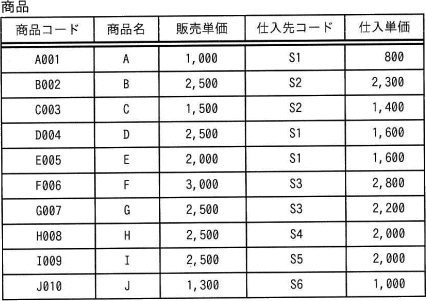 商品
商品コード 商品名 販売単価 仕入先コード 仕入単価
A001 A 1,000 S1 800
B002 B 2,500 S2 2,300
C003 C 1,500 S2 1,400
D004 D 2,500 S1 1,600
E005 E 2,000 S1 1,600
F006 F 3,000 S3 2,800
G007 G 2,500 S3 2,200
H008 H 2,500 S4 2,000
I009 I 2,500 S5 2,000
J010 J 1,300 S6 1,000